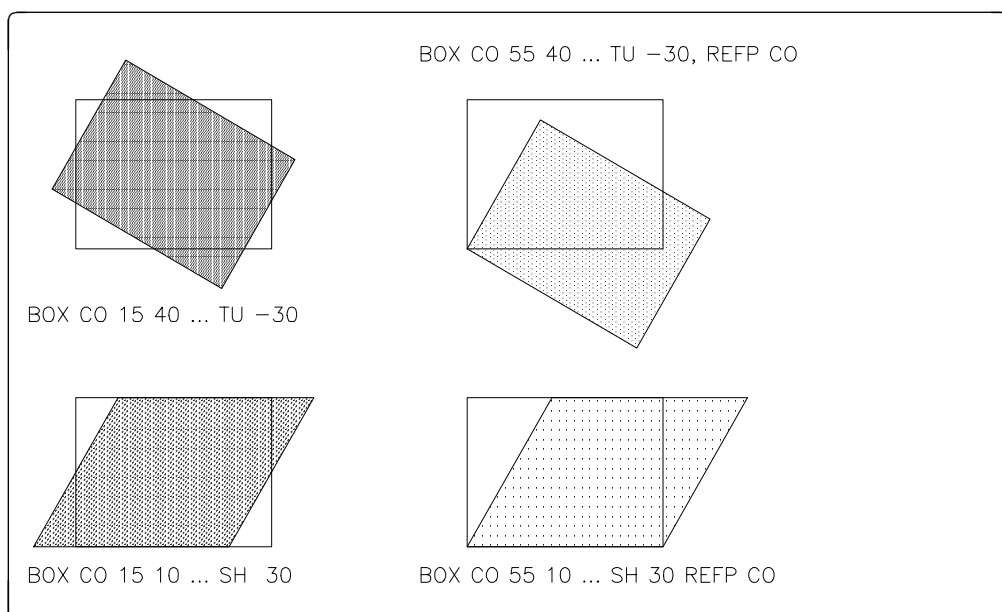 BOX CO 55 40 ... TU −30, REFP CO
BOX CO 15 40 ... TU −30
BOX CO 15 10 ... SH 30
BOX CO 55 10 ... SH 30 REFP CO